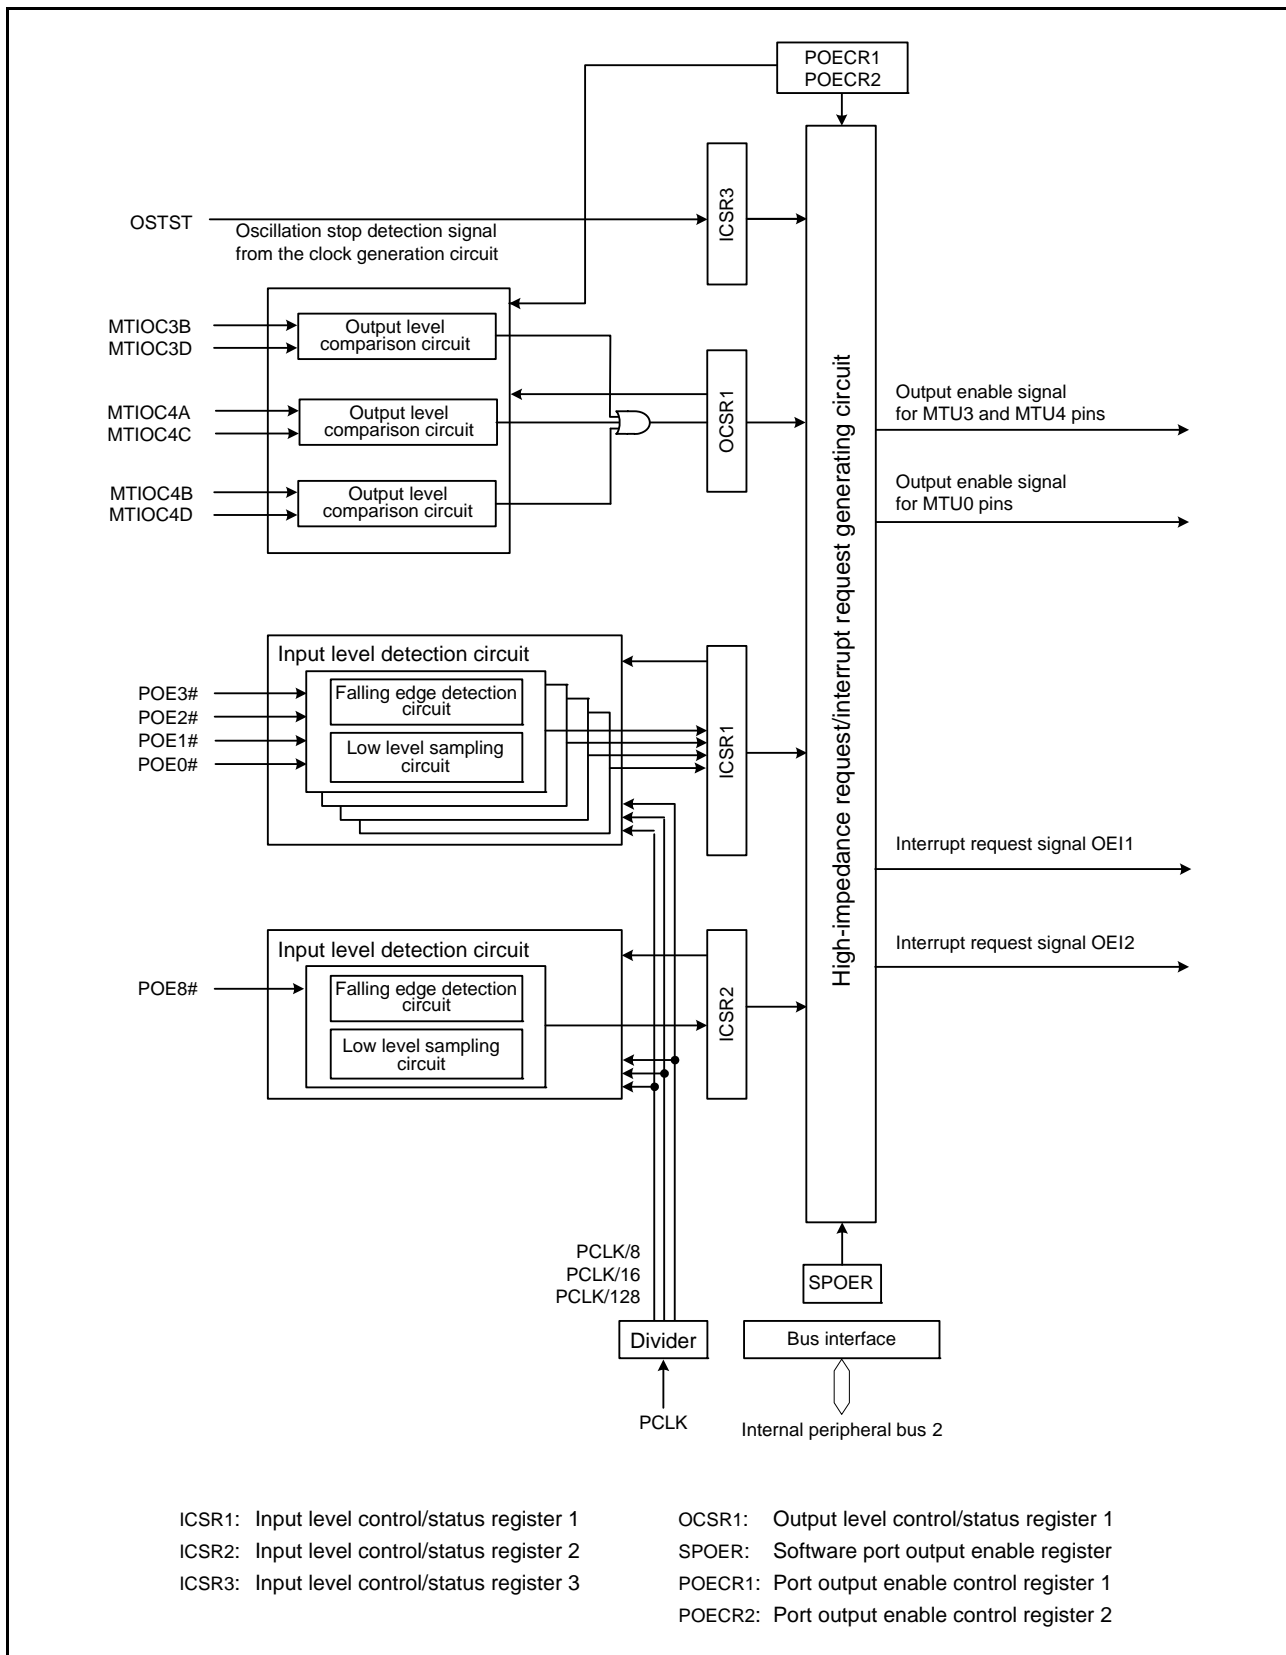 POECR1
POECR2
ICSR3
OSTST
Oscillation stop detection signal
from the clock generation circuit
MTIOC3B
MTIOC3D
Output level
comparison circuit
MTIOC4A
MTIOC4C
Output level
comparison circuit
MTIOC4B
MTIOC4D
Output level
comparison circuit
OCSR1
High-impedance request/interrupt request generating circuit
Output enable signal
for MTU3 and MTU4 pins
Output enable signal
for MTU0 pins
Input level detection circuit
POE3#
POE2#
POE1#
POE0#
Falling edge detection
circuit
Low level sampling
circuit
ICSR1
Interrupt request signal OEI1
Interrupt request signal OEI2
Input level detection circuit
POE8#
Falling edge detection
circuit
Low level sampling
circuit
ICSR2
PCLK/8
PCLK/16
PCLK/128
SPOER
Divider
Bus interface
PCLK
Internal peripheral bus 2
ICSR1: Input level control/status register 1
ICSR2: Input level control/status register 2
ICSR3: Input level control/status register 3
OCSR1: Output level control/status register 1
SPOER: Software port output enable register
POECR1: Port output enable control register 1
POECR2: Port output enable control register 2